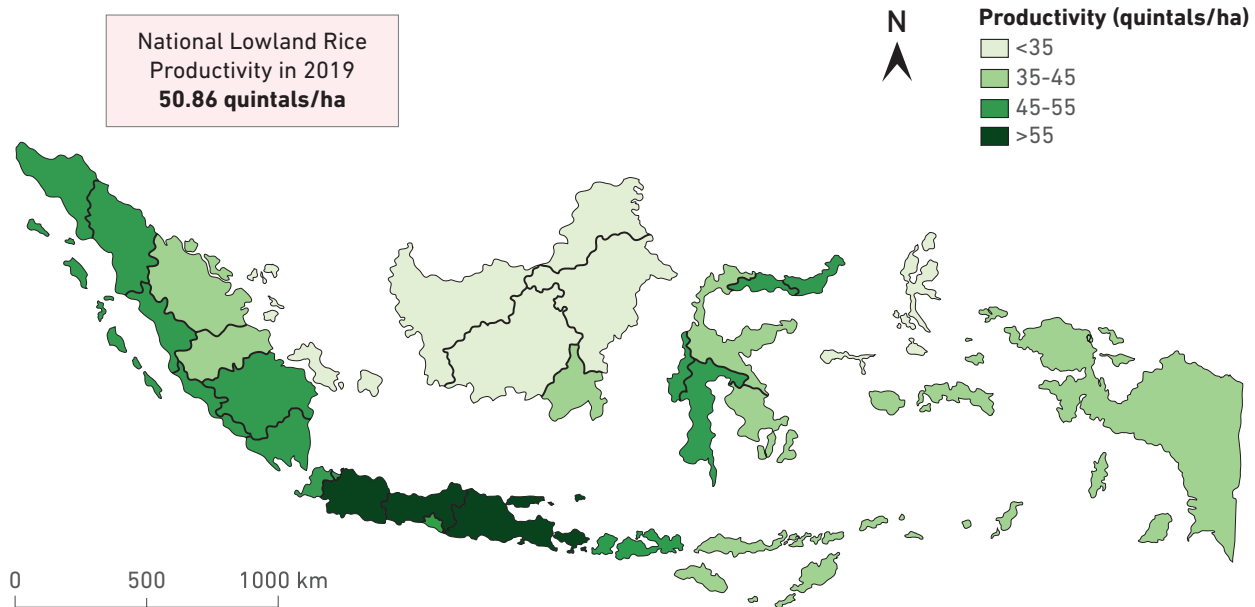 National Lowland Rice
Productivity in 2019
50.86 quintals/ha
N
Productivity (quintals/ha)
<35
35-45
45-55
>55
0 500 1000 km